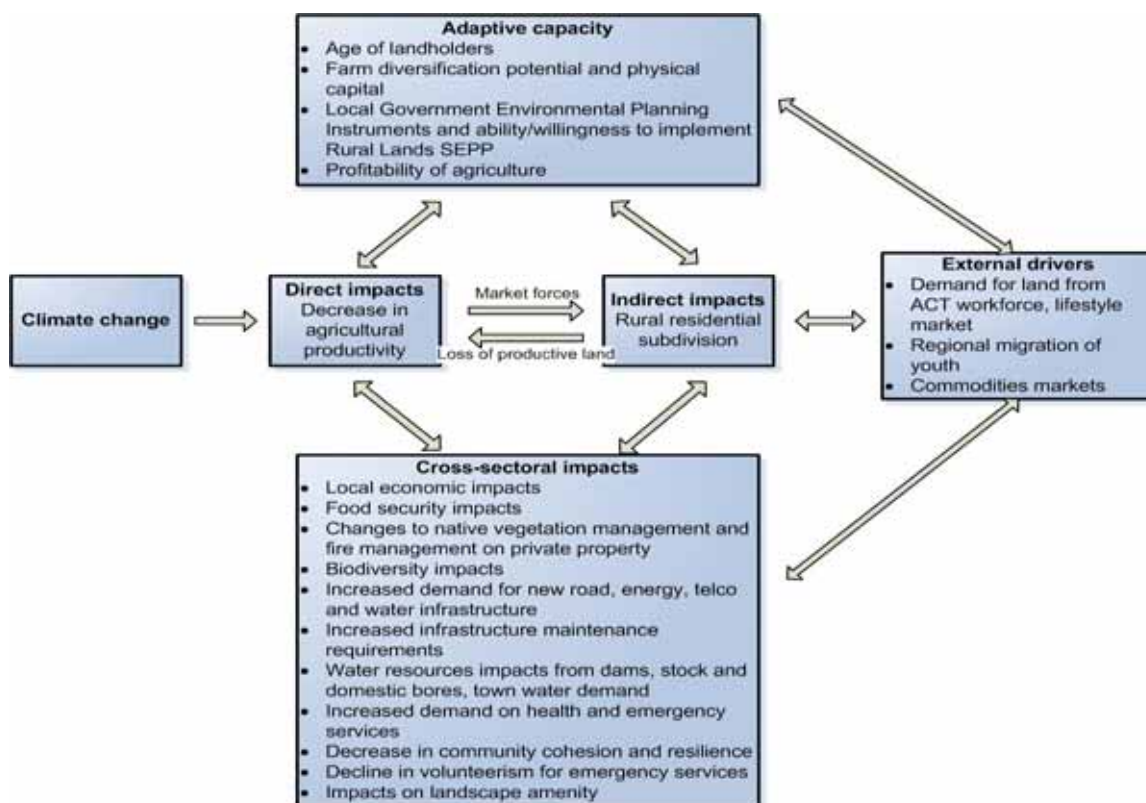 Adaptive capacity
• Age of landholders
• Farm diversification potential and physical
capital
• Local Government Environmental Planning
Instruments and ability/willingness to implement
Rural Lands SEPP
• Profitability of agriculture
Climate change
Direct impacts
Decrease in
agricultural
productivity
Market forces
Loss of productive land
Indirect impacts
Rural residential
subdivision
External drivers
• Demand for land from
ACT workforce, lifestyle
market
• Regional migration of
youth
• Commodities markets
Cross-sectoral impacts
• Local economic impacts
• Food security impacts
• Changes to native vegetation management and
fire management on private property
• Biodiversity impacts
• Increased demand for new road, energy, telco
and water infrastructure
• Increased infrastructure maintenance
requirements
• Water resources impacts from dams, stock and
domestic bores, town water demand
• Increased demand on health and emergency
services
• Decrease in community cohesion and resilience
• Decline in volunteerism for emergency services
• Impacts on landscape amenity